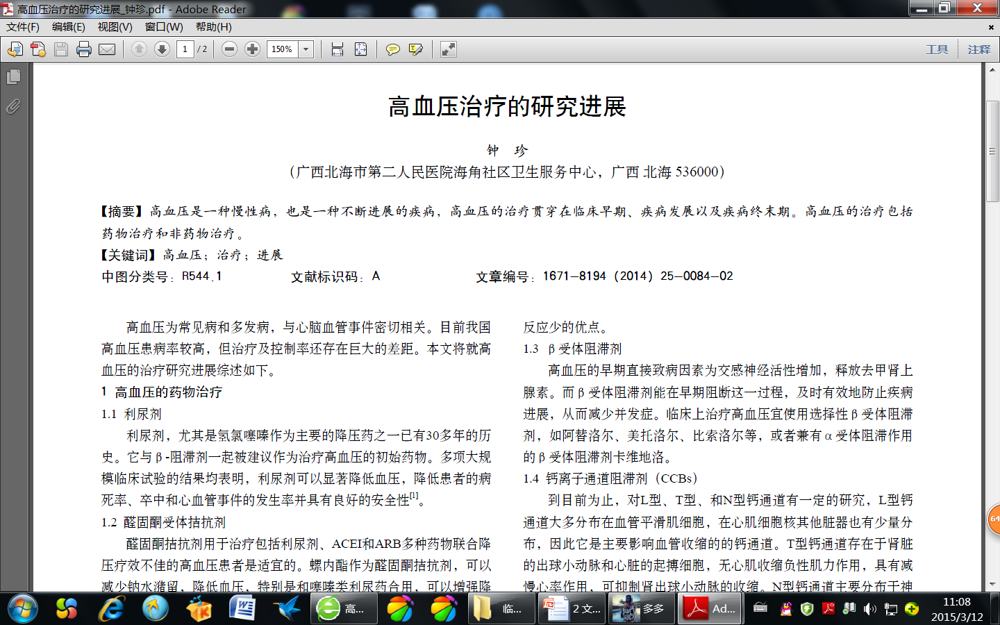 高血压治疗的研究进展_钟珍.pdf - Adobe Reader
文件(F) 编辑(E) 视图(V) 窗口(W) 帮助(H)
1 / 2 150% 工具 注释
高血压治疗的研究进展
钟 珍
（广西北海市第二人民医院海角社区卫生服务中心，广西 北海 536000）
【摘要】高血压是一种慢性病，也是一种不断进展的疾病，高血压的治疗贯穿在临床早期、疾病发展以及疾病终末期。高血压的治疗包括
药物治疗和非药物治疗。
【关键词】高血压；治疗；进展
中图分类号：R544.1 文献标识码：A 文章编号：1671-8194（2014）25-0084-02
高血压为常见病和多发病，与心脑血管事件密切相关。目前我国
高血压患病率较高，但治疗及控制率还存在巨大的差距。本文将就高
血压的治疗研究进展综述如下。
1 高血压的药物治疗
1.1 利尿剂
利尿剂，尤其是氢氯噻嗪作为主要的降压药之一已有30多年的历
史。它与β-阻滞剂一起被建议作为治疗高血压的初始药物。多项大规
模临床试验的结果均表明，利尿剂可以显著降低血压，降低患者的病
死率、卒中和心血管事件的发生率并具有良好的安全性[1]。
1.2 醛固酮受体拮抗剂
醛固酮拮抗剂用于治疗包括利尿剂、ACEI和ARB多种药物联合降
压疗效不佳的高血压患者是适宜的。螺内酯作为醛固酮拮抗剂，可以
减少钠水潴留，降低血压，特别是和噻嗪类利尿药合用，可以增强降
反应少的优点。
1.3 β受体阻滞剂
高血压的早期直接致病因素为交感神经活性增加，释放去甲肾上
腺素。而β受体阻滞剂能在早期阻断这一过程，及时有效地防止疾病
进展，从而减少并发症。临床上治疗高血压宜使用选择性β受体阻滞
剂，如阿替洛尔、美托洛尔、比索洛尔等，或者兼有α受体阻滞作用
的β受体阻滞剂卡维地洛。
1.4 钙离子通道阻滞剂（CCBs）
到目前为止，对L型、T型、和N型钙通道有一定的研究，L型钙
通道大多分布在血管平滑肌细胞，在心肌细胞核其他脏器也有少量分
布，因此它是主要影响血管收缩的的钙通道。T型钙通道存在于肾脏
的出球小动脉和心脏的起搏细胞，无心肌收缩负性肌力作用，具有减
慢心率作用，可抑制肾出球小动脉的收缩。N型钙通道主要分布于神
64
高... 临... 2 文... 多多 Ad...
11:08
2015/3/12